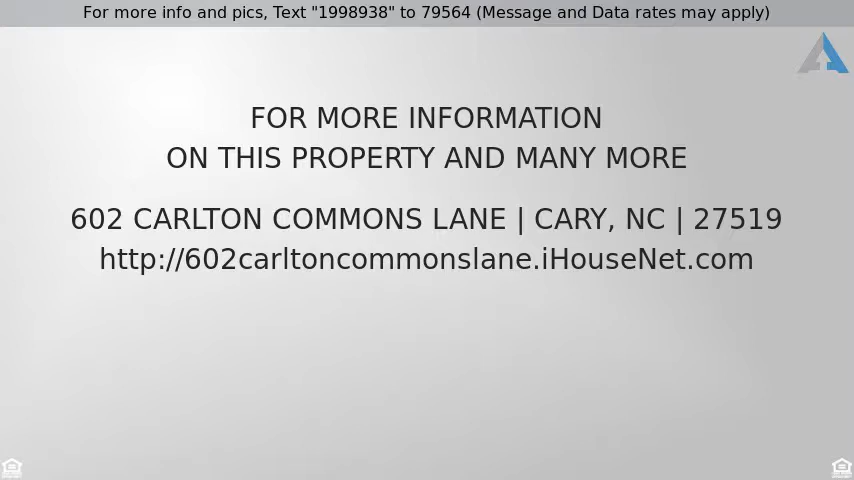 For more info and pics, Text "1998938" to 79564 (Message and Data rates may apply)
FOR MORE INFORMATION
ON THIS PROPERTY AND MANY MORE
602 CARLTON COMMONS LANE | CARY, NC | 27519
http://602carltoncommonslane.iHouseNet.com